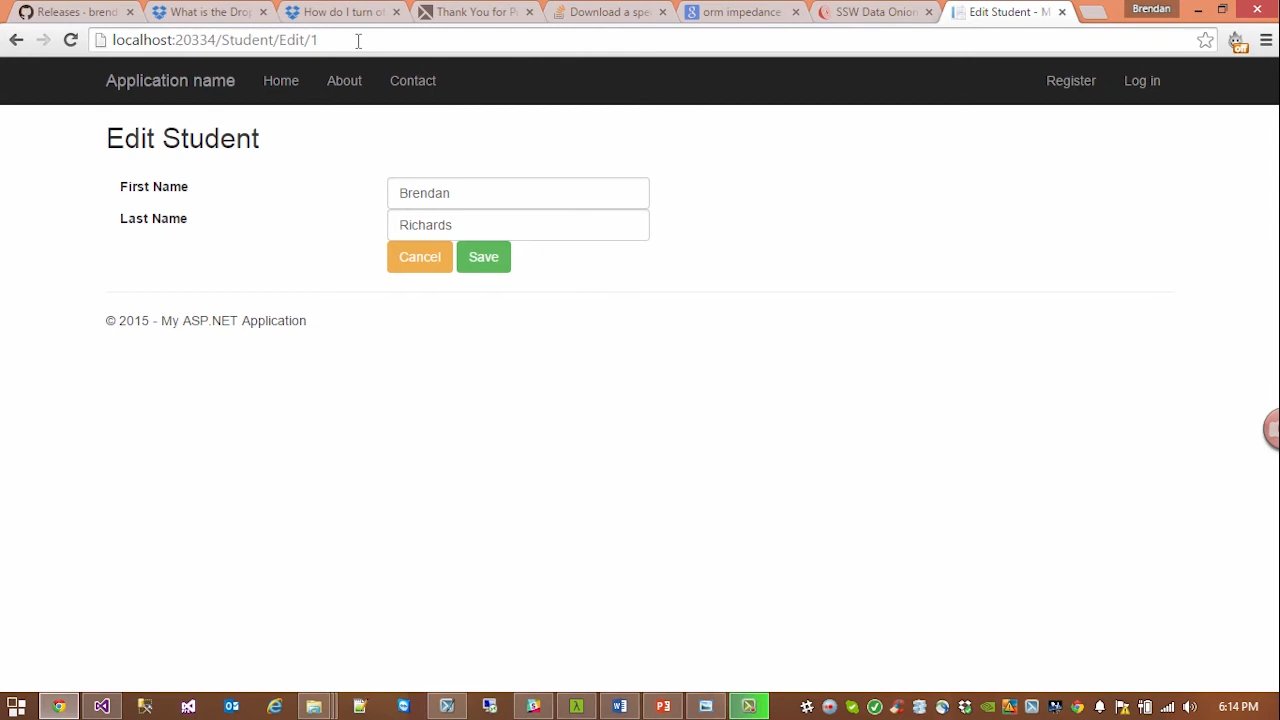 Releases - brend
What is the Drop
How do I turn of
Thank You for P
Download a spe
orm impedance
SSW Data Onion
Edit Student - M
Brendan
localhost:20334/Student/Edit/1
off
Application name
Home
About
Contact
Register
Log in
Edit Student
First Name
Brendan
Last Name
Richards
Cancel
Save
© 2015 - My ASP.NET Application
6:14 PM